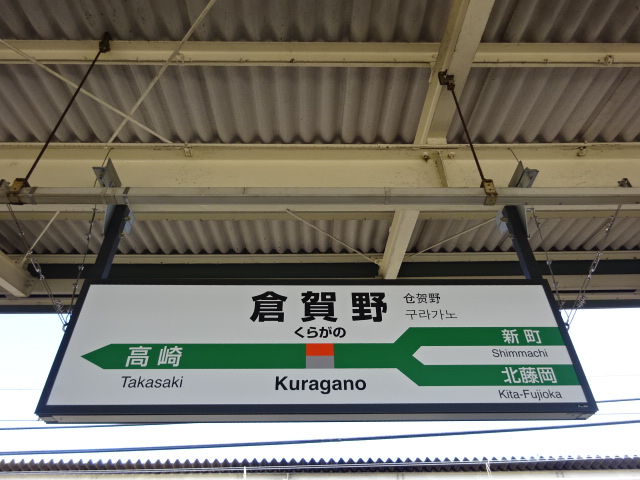 倉賀野
仓贺野
구라가노
くらがの
高崎
Takasaki
Kuragano
新町
Shimmachi
北藤岡
Kita-Fujioka